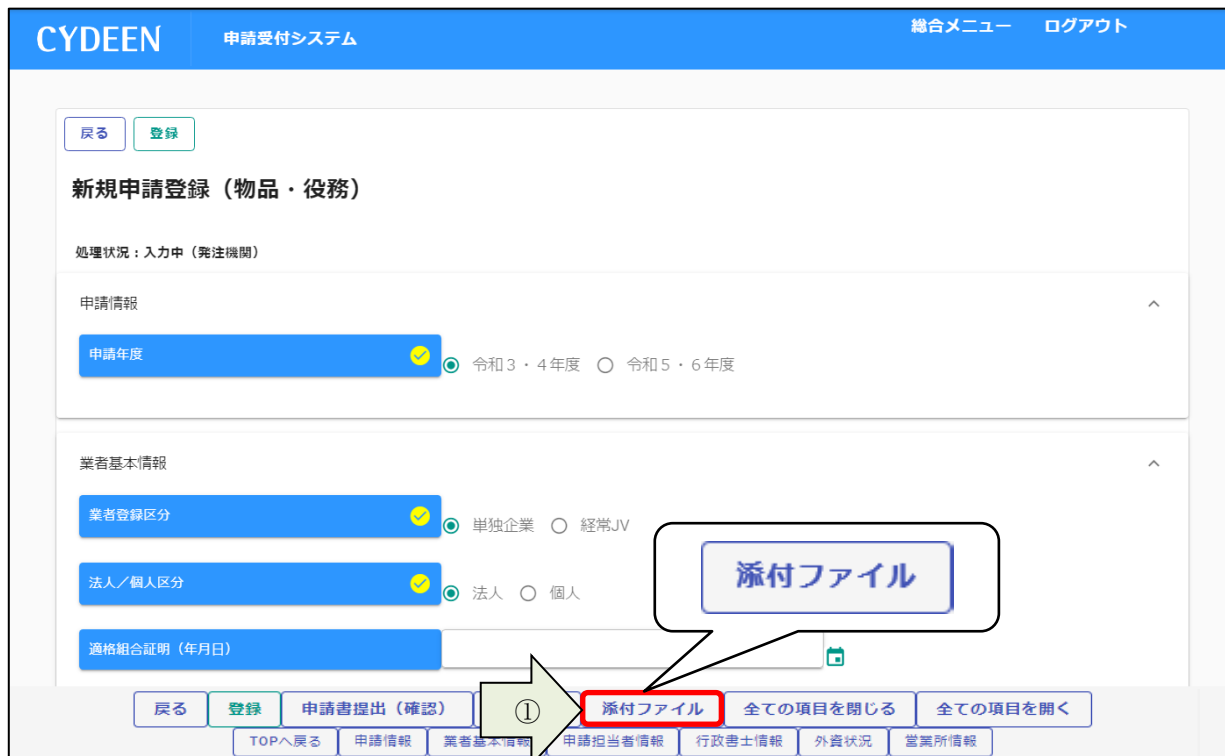 CYDEEN 申請受付システム 総合メニュー ログアウト
戻る 登録
新規申請登録（物品・役務）
処理状況：入力中（発注機関）
申請情報
申請年度 令和３・４年度 令和５・６年度
業者基本情報
業者登録区分 単独企業 経常JV
法人／個人区分 法人 個人
添付ファイル
適格組合証明（年月日）
戻る 登録 申請書提出（確認） ① 添付ファイル 全ての項目を閉じる 全ての項目を開く
TOPへ戻る 申請情報 業者基本情報 申請担当者情報 行政書士情報 外資状況 営業所情報